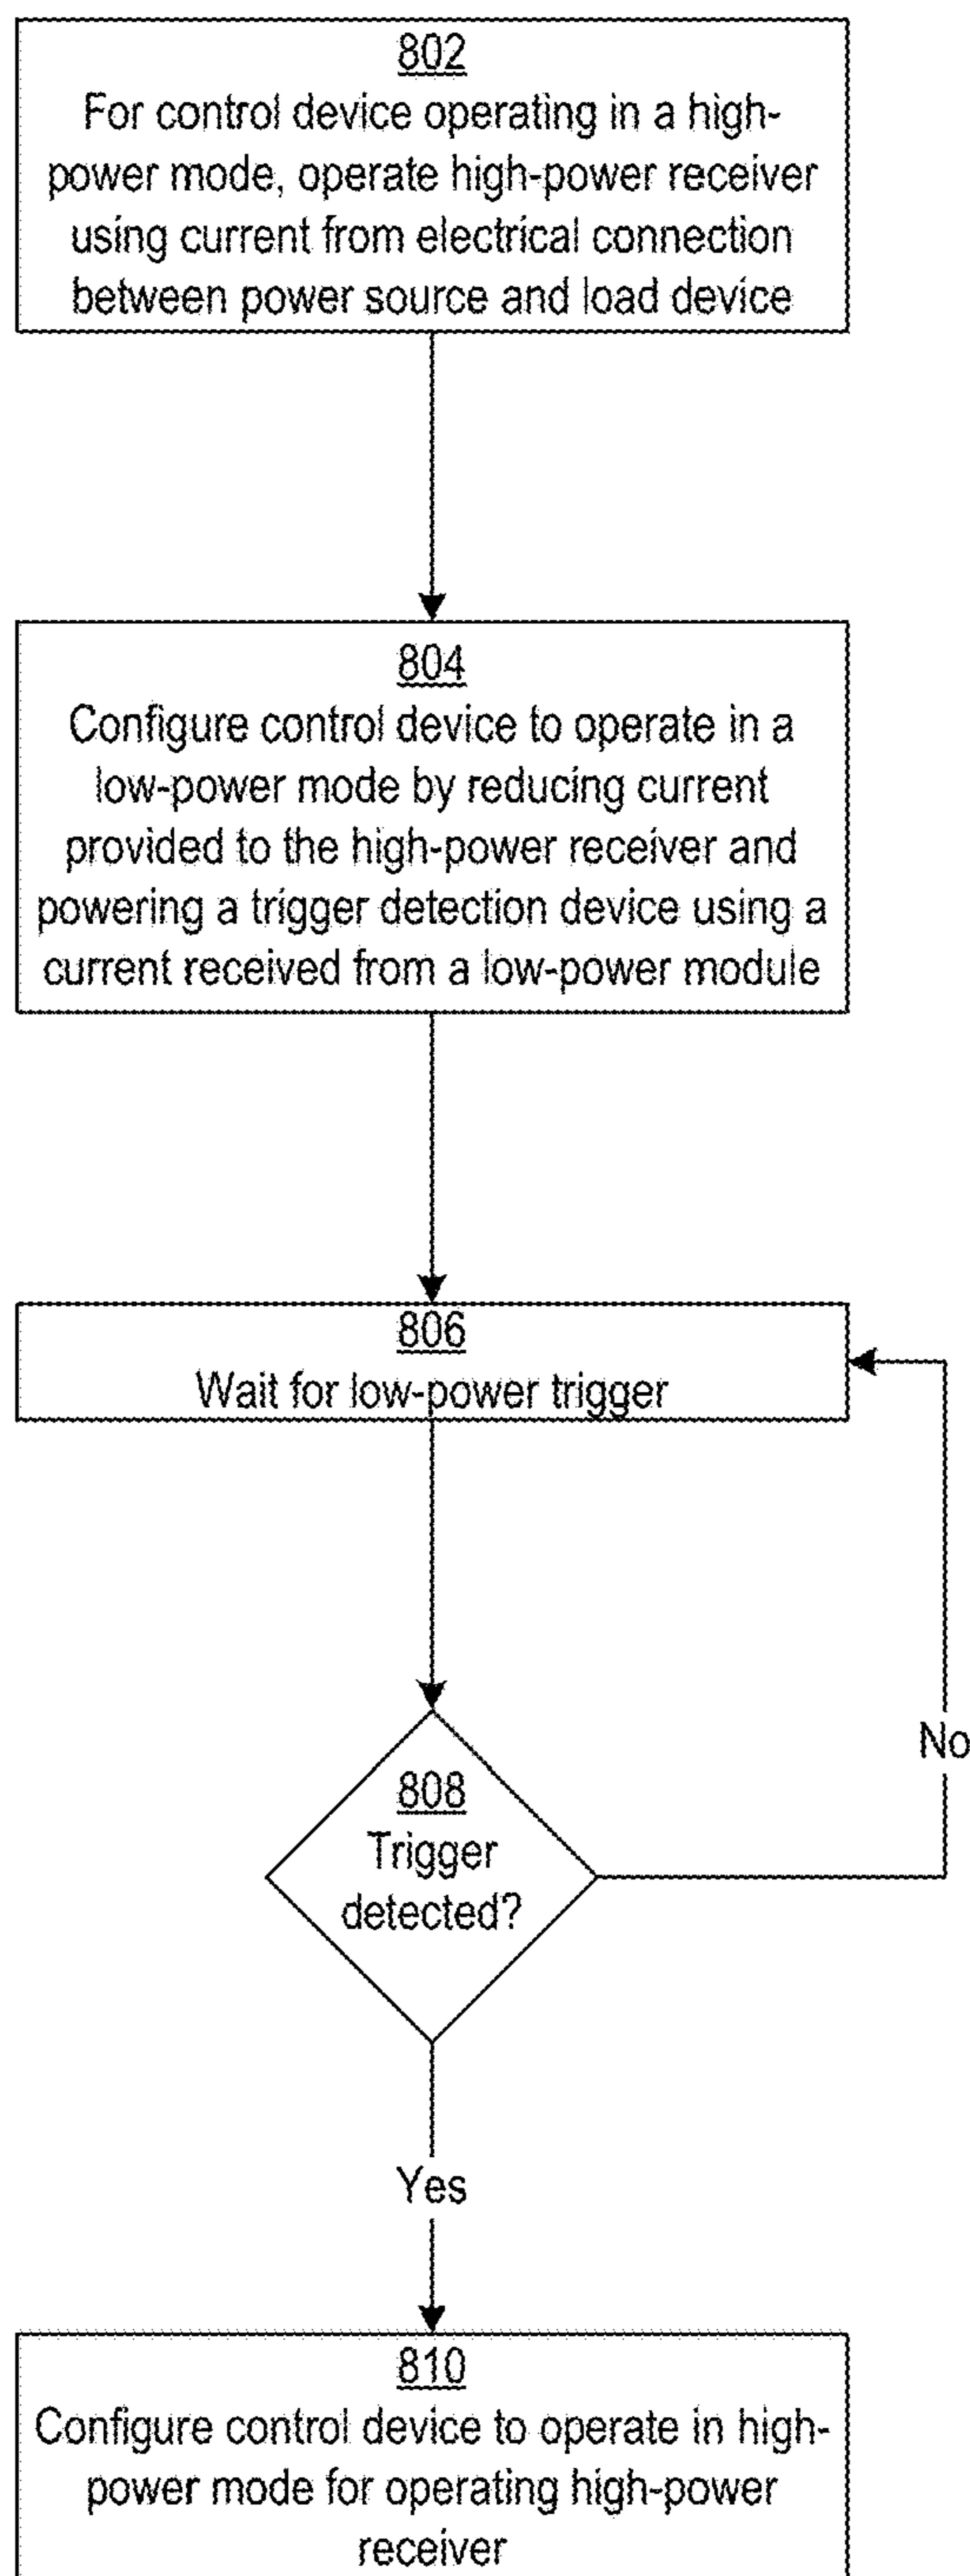 802
For control device operating in a high-
power mode, operate high-power receiver
using current from electrical connection
between power source and load device
804
Configure control device to operate in a
low-power mode by reducing current
provided to the high-power receiver and
powering a trigger detection device using a
current received from a low-power module
806
Wait for low-power trigger
808
Trigger
detected?
No
Yes
810
Configure control device to operate in high-
power mode for operating high-power
receiver